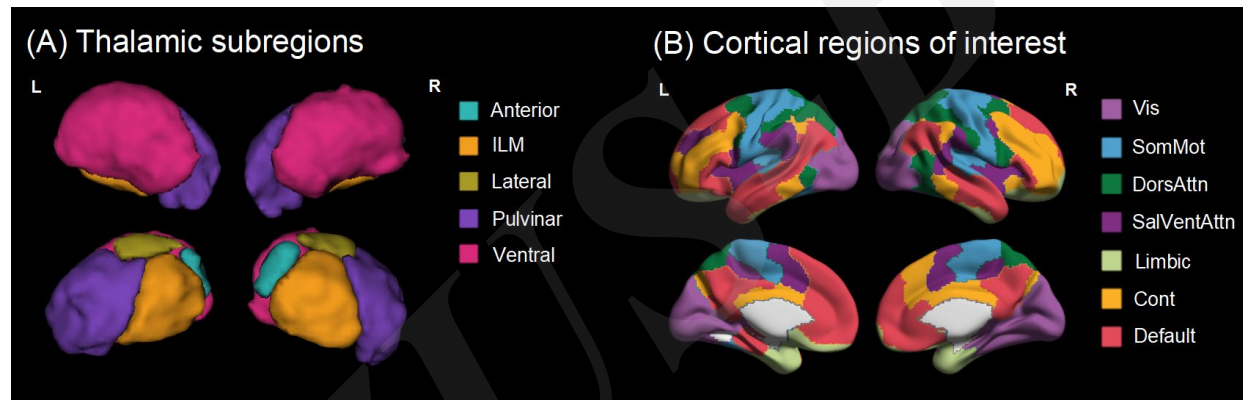 (A) Thalamic subregions
L
R
Anterior
ILM
Lateral
Pulvinar
Ventral
(B) Cortical regions of interest
L
R
Vis
SomMot
DorsAttn
SalVentAttn
Limbic
Cont
Default